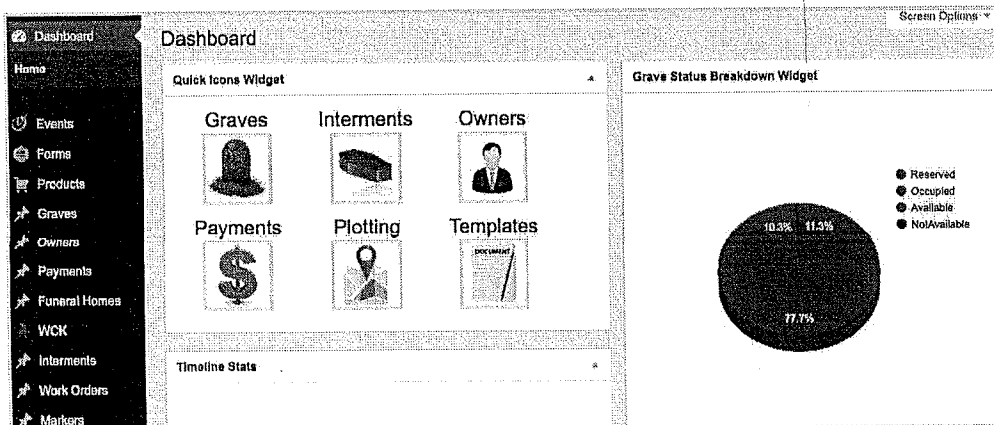 Screen Options
Dashboard
Home
Events
Forms
Products
Graves
Owners
Payments
Funeral Homes
WCK
Interments
Work Orders
Markers
Dashboard
Quick Icons Widget
Graves
Interments
Owners
Payments
Plotting
Templates
DOCUMENT
Timeline Stats
Grave Status Breakdown Widget
Reserved
Occupied
Available
NotAvailable
10.3% 11.3%
77.7%